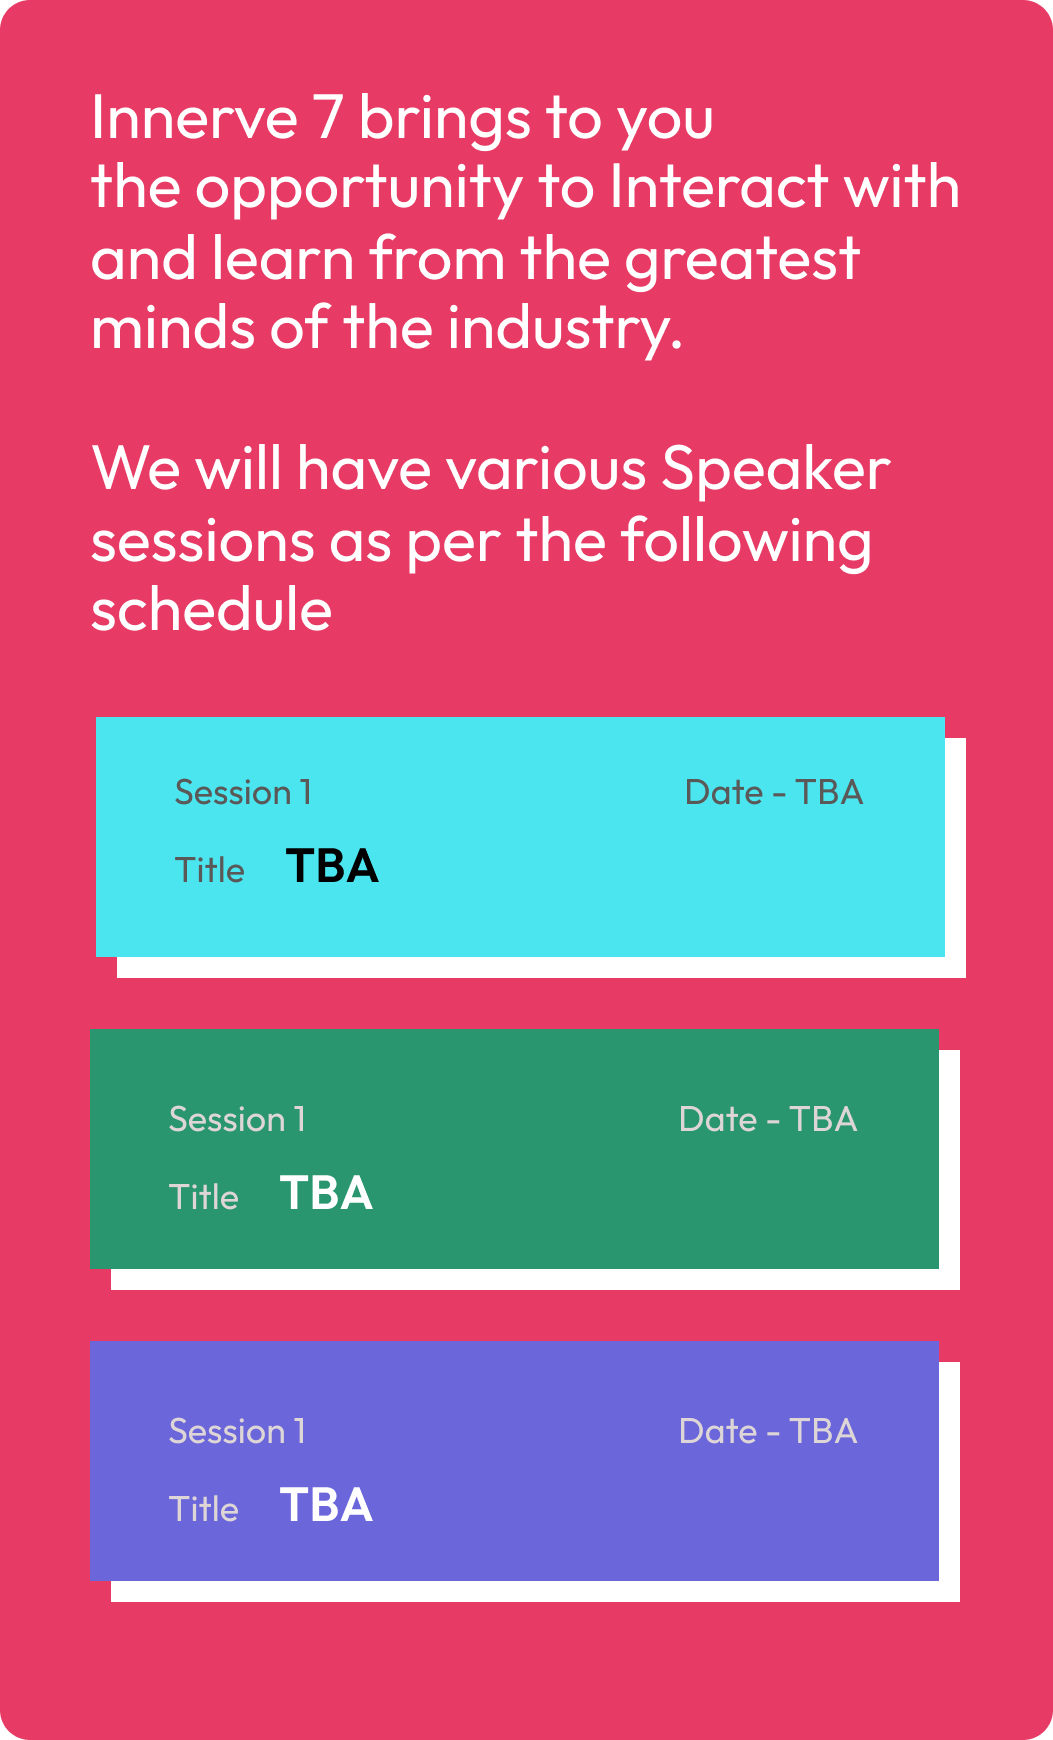 Innerve 7 brings to you
the opportunity to Interact with
and learn from the greatest
minds of the industry.
We will have various Speaker
sessions as per the following
schedule
Session 1 Date - TBA
Title TBA
Session 1 Date - TBA
Title TBA
Session 1 Date - TBA
Title TBA